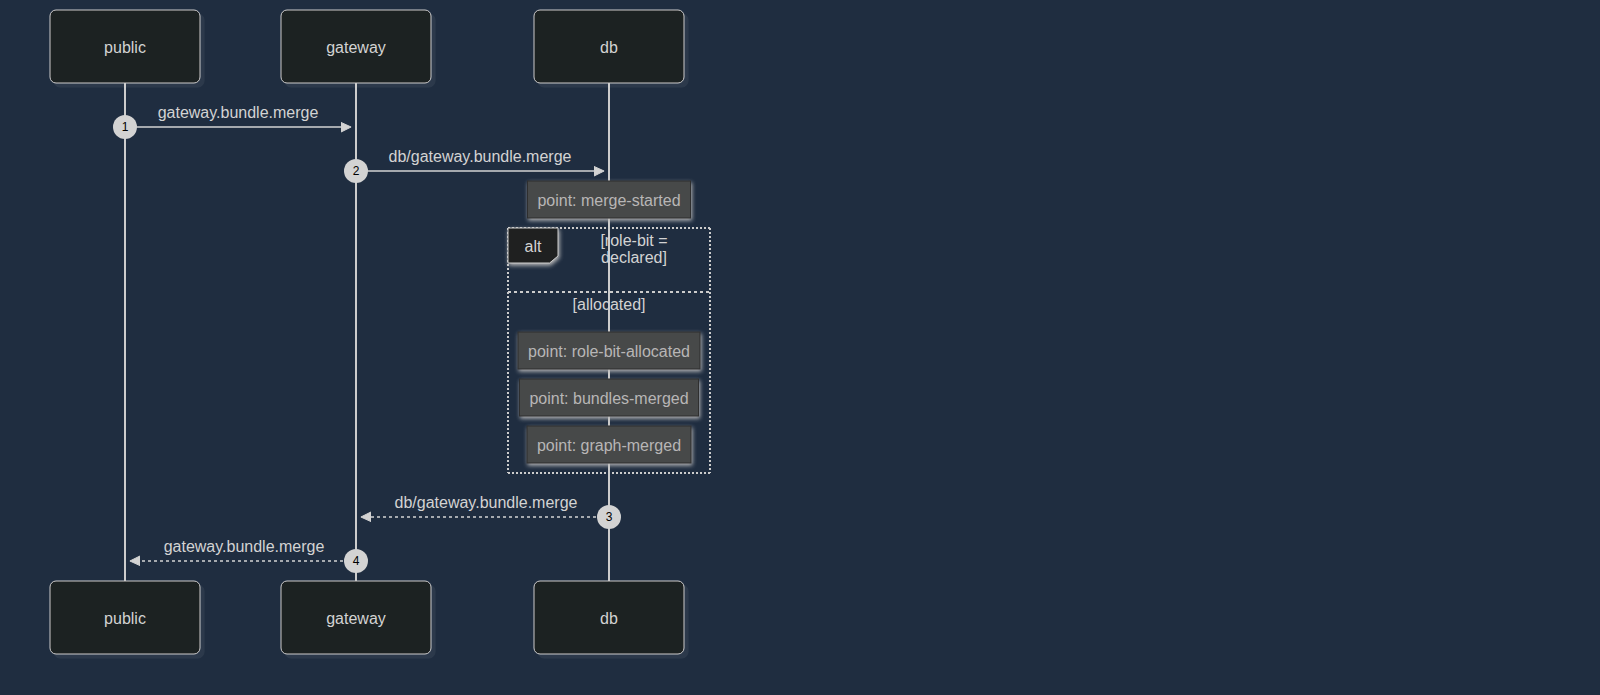 public
gateway
db
gateway.bundle.merge
1
db/gateway.bundle.merge
2
point: merge-started
alt
[role-bit =
declared]
[allocated]
point: role-bit-allocated
point: bundles-merged
point: graph-merged
db/gateway.bundle.merge
3
gateway.bundle.merge
4
public
gateway
db